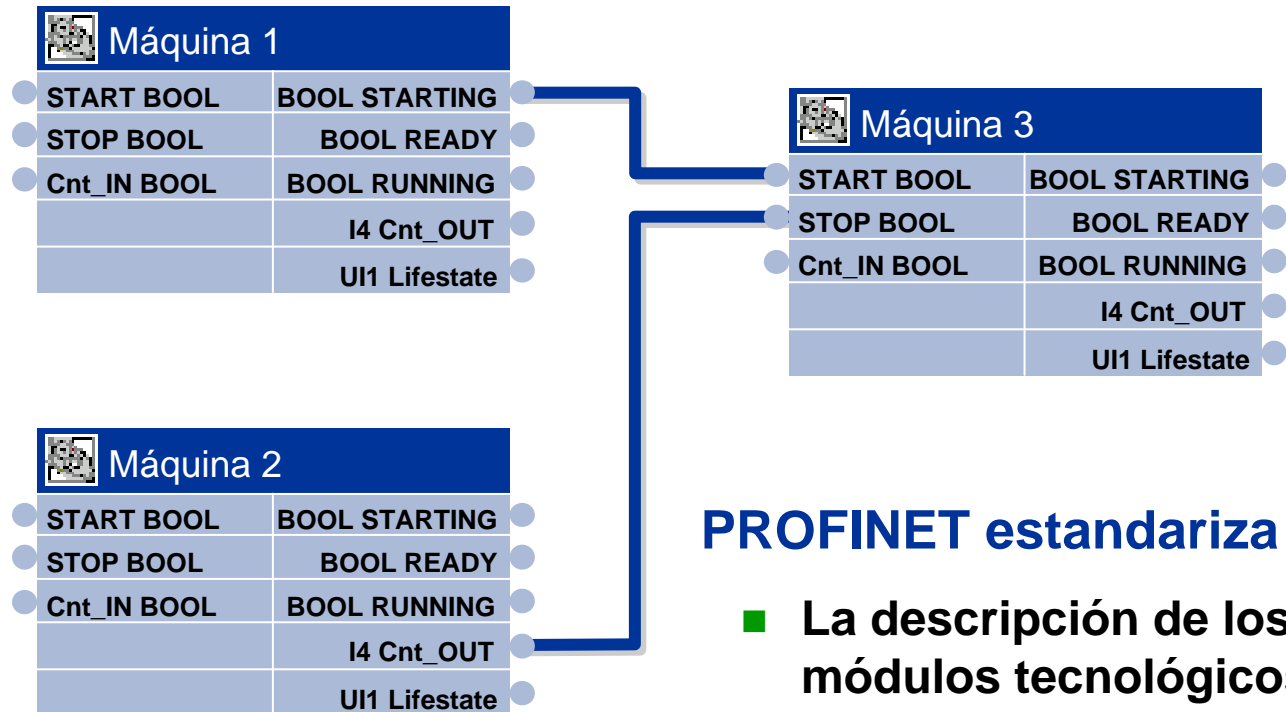 Máquina 1
START BOOL BOOL STARTING
STOP BOOL BOOL READY
Cnt_IN BOOL BOOL RUNNING
I4 Cnt_OUT
UI1 Lifestate
Máquina 3
START BOOL BOOL STARTING
STOP BOOL BOOL READY
Cnt_IN BOOL BOOL RUNNING
I4 Cnt_OUT
UI1 Lifestate
Máquina 2
START BOOL BOOL STARTING
STOP BOOL BOOL READY
Cnt_IN BOOL BOOL RUNNING
I4 Cnt_OUT
UI1 Lifestate
PROFINET estandariza
La descripción de los
módulos tecnológicos